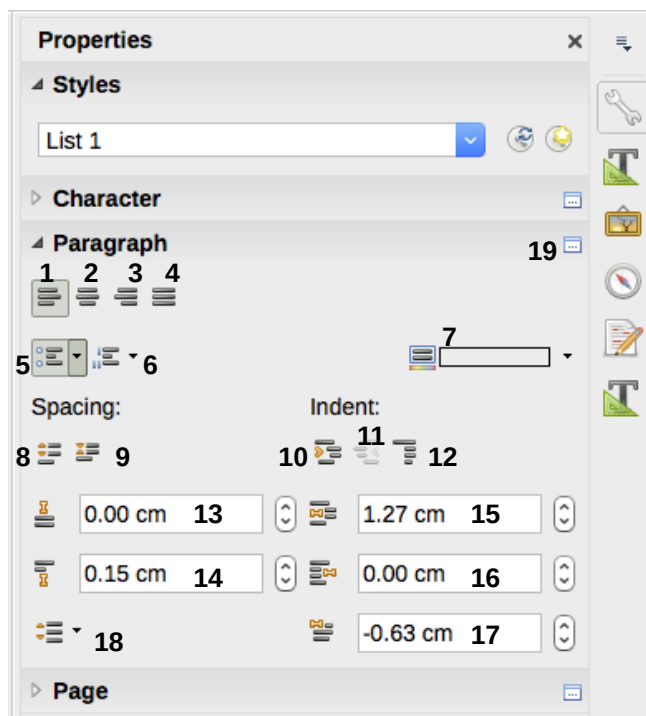 Properties
Styles
List 1
Character
Paragraph
19
1 2 3 4
7
5 6
Spacing: Indent:
8 9 10 11 12
0.00 cm 13 1.27 cm 15
0.15 cm 14 0.00 cm 16
18 -0.63 cm 17
Page